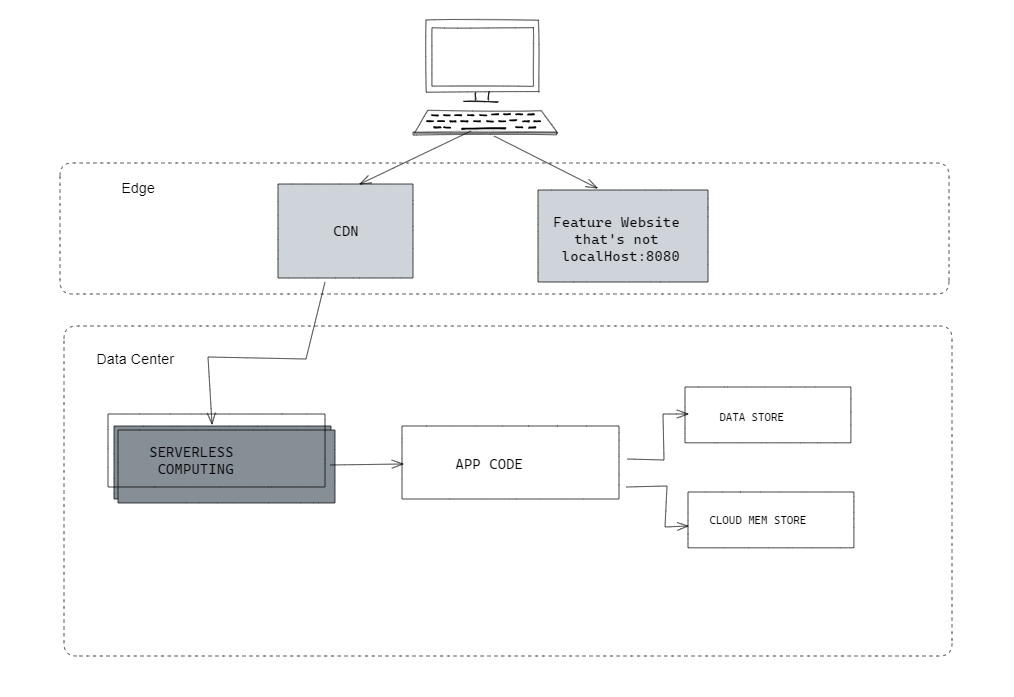 Edge
CDN
Feature Website
that's not
localHost:8080
Data Center
SERVERLESS
COMPUTING
APP CODE
DATA STORE
CLOUD MEM STORE